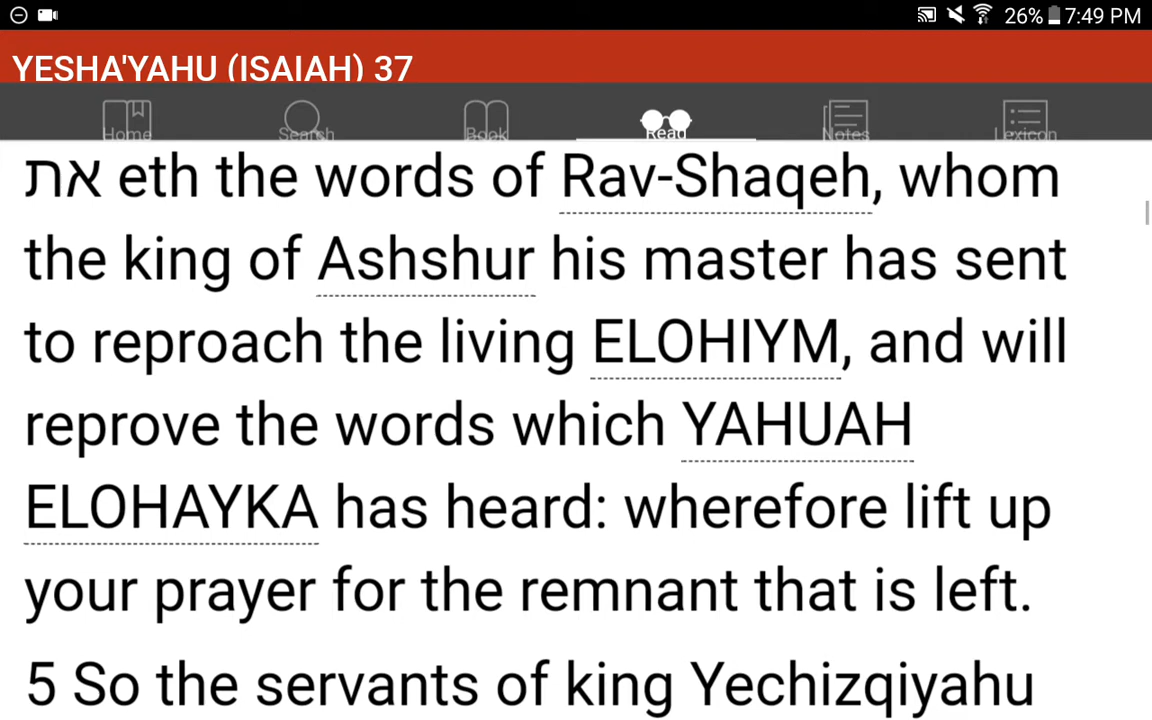 26% 7:49 PM
YESHA'YAHU (ISAIAH) 37
Home Search Book Read Notes Lexicon
את eth the words of Rav-Shaqeh, whom
the king of Ashshur his master has sent
to reproach the living ELOHIYM, and will
reprove the words which YAHUAH
ELOHAYKA has heard: wherefore lift up
your prayer for the remnant that is left.
5 So the servants of king Yechizqiyahu